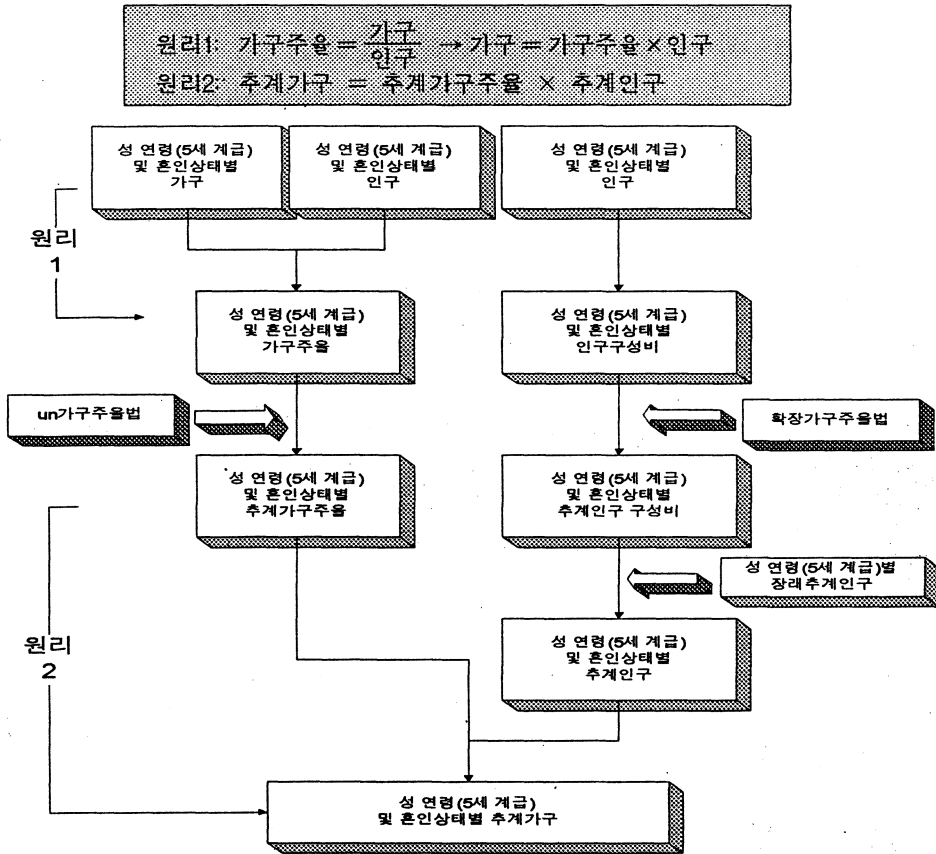 원리1: 가구주율 = 가구/인구 → 가구 = 가구주율 × 인구
원리2: 추계가구 = 추계가구주율 × 추계인구
성 연령(5세 계급)
및 혼인상태별
가구
성 연령(5세 계급)
및 혼인상태별
인구
성 연령(5세 계급)
및 혼인상태별
인구
원리
1
성 연령(5세 계급)
및 혼인상태별
가구주율
성 연령(5세 계급)
및 혼인상태별
인구구성비
un가구주율법
확장가구주율법
성 연령(5세 계급)
및 혼인상태별
추계가구주율
성 연령(5세 계급)
및 혼인상태별
추계인구 구성비
성 연령(5세 계급)별
장래추계인구
원리
2
성 연령(5세 계급)
및 혼인상태별
추계인구
성 연령(5세 계급)
및 혼인상태별 추계가구